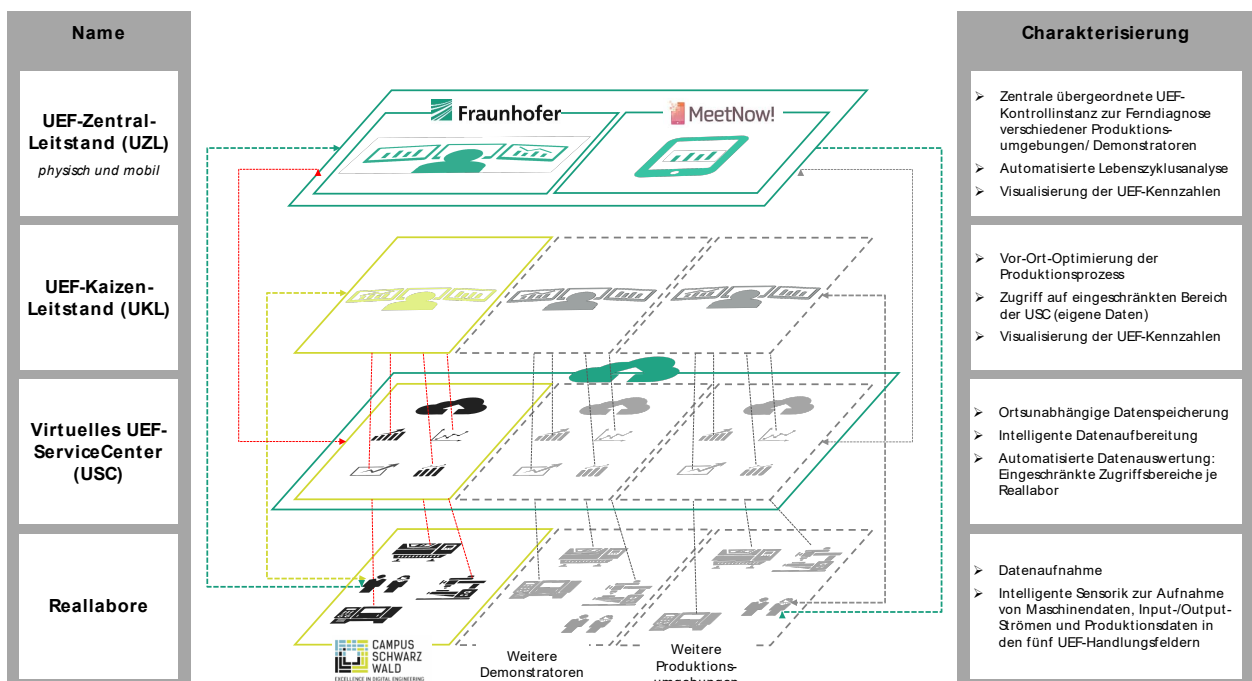 Name
Charakterisierung
UEF-Zentral-
Leitstand (UZL)
physisch und mobil
Fraunhofer
MeetNow!
➢ Zentrale übergeordnete UEF-
Kontrollinstanz zur Ferndiagnose
verschiedener Produktions-
umgebungen/ Demonstratoren
➢ Automatisierte Lebenszyklusanalyse
➢ Visualisierung der UEF-Kennzahlen
UEF-Kaizen-
Leitstand (UKL)
➢ Vor-Ort-Optimierung der
Produktionsprozess
➢ Zugriff auf eingeschränkten Bereich
der USC (eigene Daten)
➢ Visualisierung der UEF-Kennzahlen
Virtuelles UEF-
ServiceCenter
(USC)
➢ Ortsunabhängige Datenspeicherung
➢ Intelligente Datenaufbereitung
➢ Automatisierte Datenauswertung:
Eingeschränkte Zugriffsbereiche je
Reallabor
Reallabore
➢ Datenaufnahme
➢ Intelligente Sensorik zur Aufnahme
von Maschinendaten, Input-/Output-
Strömen und Produktionsdaten in
den fünf UEF-Handlungsfeldern
CAMPUS
SCHWARZ
WALD
EXCELLENCE IN DIGITAL ENGINEERING
Weitere
Demonstratoren
Weitere
Produktions-
umgebungen